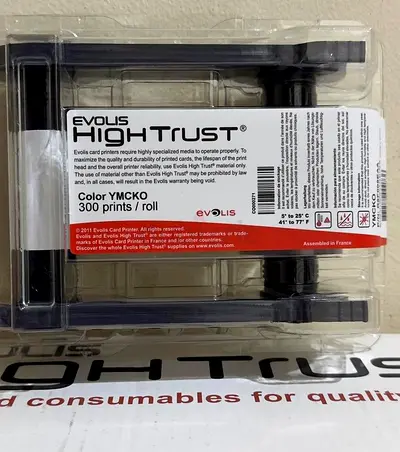 EVOLIS
HIGHTRUST®
Evolis card printers require highly specialized media to operate properly. To
maximize the quality and durability of printed cards, the lifespan of the print
head and the overall printer reliability, use Evolis High Trust® material only.
The use of material other than Evolis High Trust® may be prohibited by law
and, in all cases, will result in the Evolis warranty being void.
Color YMCKO
300 prints / roll
evolis
© 2011 Evolis Card Printer. All rights reserved.
Evolis and Evolis High Trust® are either registered trademarks or trade-
marks of Evolis Card Printer in France and/or other countries.
Discover the whole Evolis High Trust® supplies on www.evolis.com.
5° to 25° C
41° to 77° F
Assembled in France
YMCKO
EVOLIS
IGHTRUST
d consumables for quality